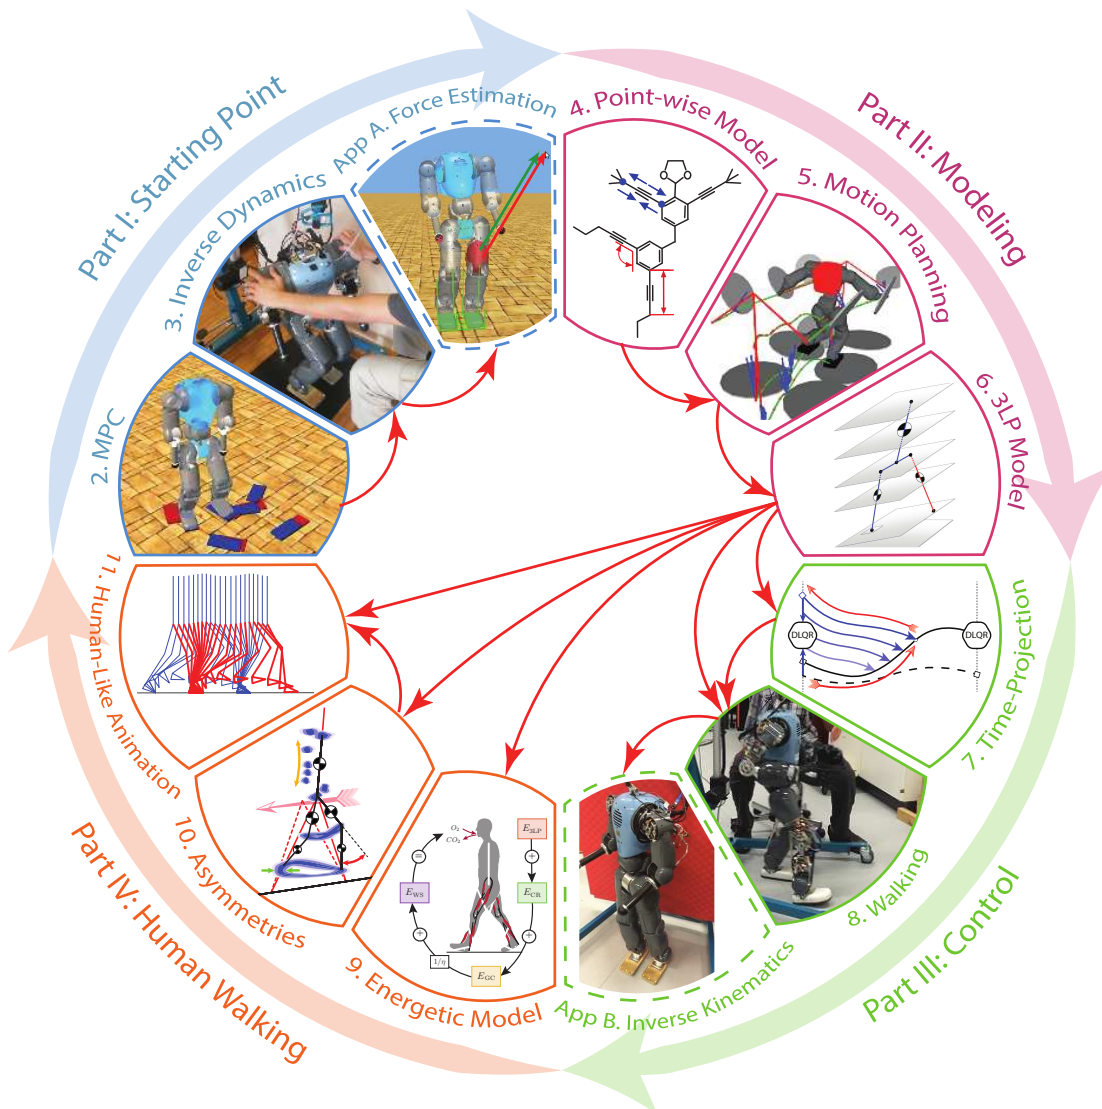 Part I: Starting Point
2. MPC
3. Inverse Dynamics
App A. Force Estimation
Part II: Modeling
4. Point-wise Model
5. Motion Planning
6. 3LP Model
Part III: Control
7. Time-Projection
DLQR
DLQR
8. Walking
App B. Inverse Kinematics
Part IV: Human Walking
9. Energetic Model
O₂
CO₂
E3LP
+
ECR
+
EGC
1/η
+
EWS
=
10. Asymmetries
11. Human-Like Animation